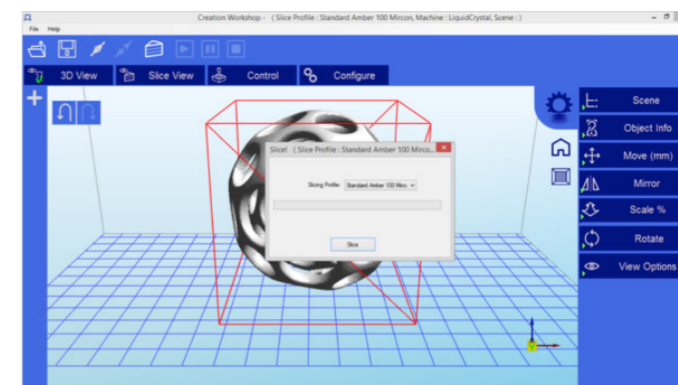 Creation Workshop - ( Slice Profile : Standard Amber 100 Mircon, Machine : LiquidCrystal, Scene : )
File Help
3D View Slice View Control Configure
Scene
Object Info
Move (mm)
Mirror
Scale %
Rotate
View Options
Slice! ( Slice Profile : Standard Amber 100 Mirco...
Slicing Profile: Standard Amber 100 Mircc
Slice